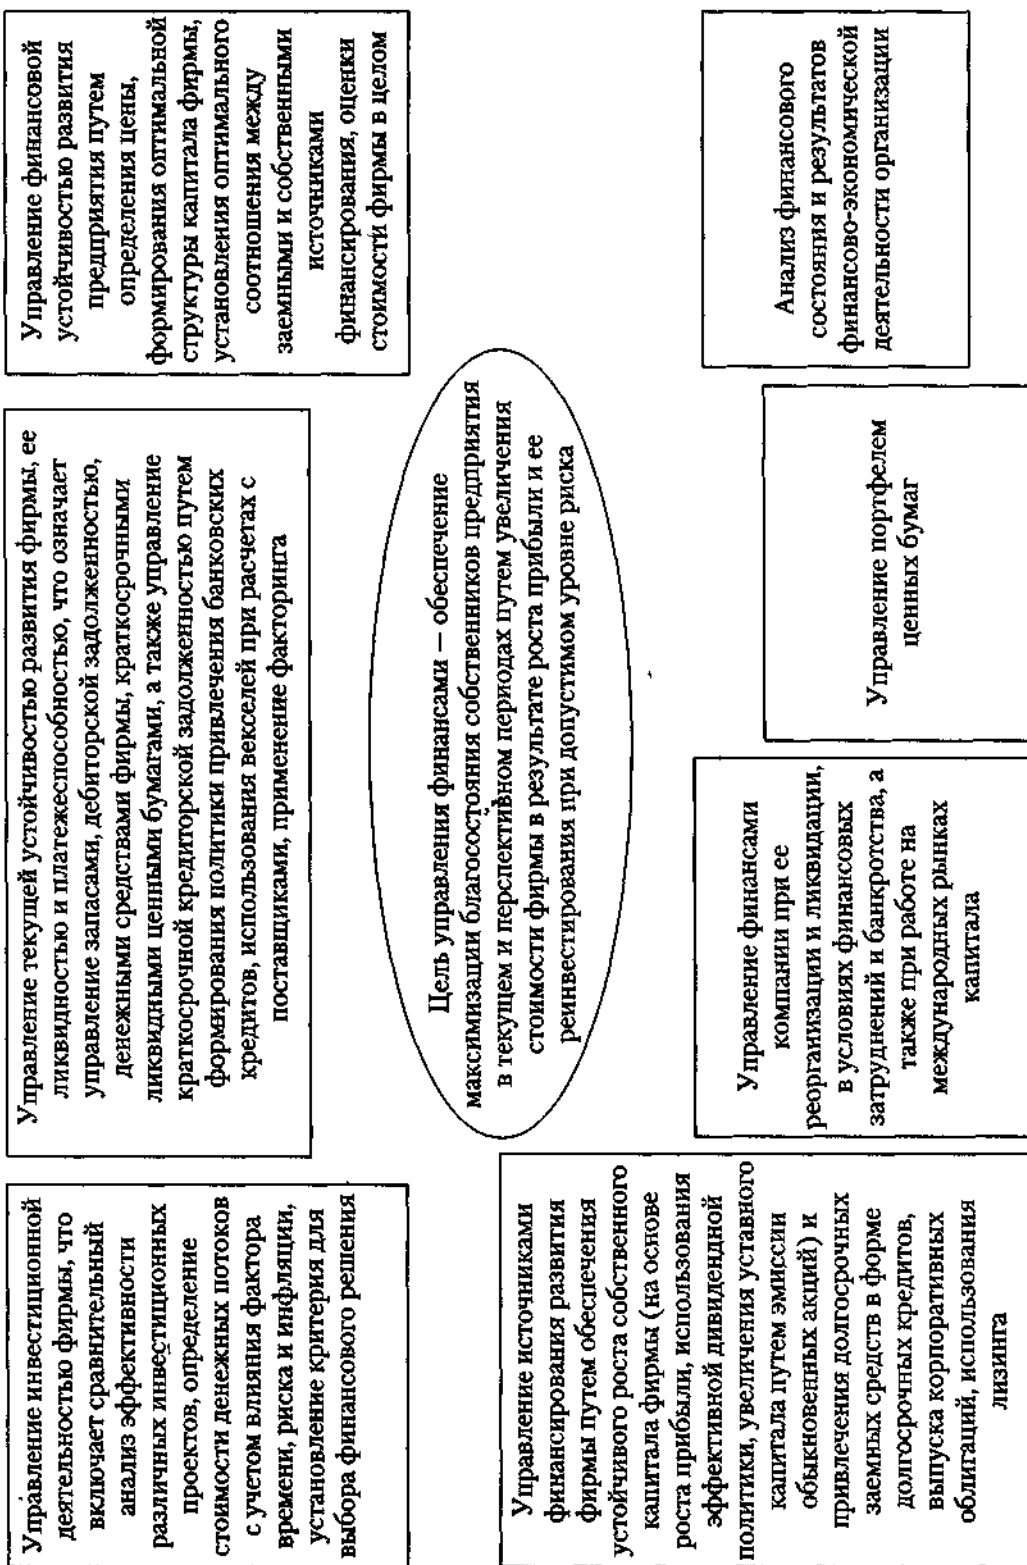 Управление инвестиционной
деятельностью фирмы, что
включает сравнительный
анализ эффективности
различных инвестиционных
проектов, определение
стоимости денежных потоков
с учетом влияния фактора
времени, риска и инфляции,
установление критерия для
выбора финансового решения
Управление текущей устойчивостью развития фирмы, ее
ликвидностью и платежеспособностью, что означает
управление запасами, дебиторской задолженностью,
денежными средствами фирмы, краткосрочными
ликвидными ценными бумагами, а также управление
краткосрочной кредиторской задолженностью путем
формирования политики привлечения банковских
кредитов, использования векселей при расчетах с
поставщиками, применение факторинга
Управление финансовой
устойчивостью развития
предприятия путем
определения цены,
формирования оптимальной
структуры капитала фирмы,
установления оптимального
соотношения между
заемными и собственными
источниками
финансирования, оценки
стоимости фирмы в целом
Цель управления финансами — обеспечение
максимизации благосостояния собственников предприятия
в текущем и перспективном периодах путем увеличения
стоимости фирмы в результате роста прибыли и ее
реинвестирования при допустимом уровне риска
Управление источниками
финансирования развития
фирмы путем обеспечения
устойчивого роста собственного
капитала фирмы (на основе
роста прибыли, использования
эффективной дивидендной
политики, увеличения уставного
капитала путем эмиссии
обыкновенных акций) и
привлечения долгосрочных
заемных средств в форме
долгосрочных кредитов,
выпуска корпоративных
облигаций, использования
лизинга
Управление финансами
компании при ее
реорганизации и ликвидации,
в условиях финансовых
затруднений и банкротства, а
также при работе на
международных рынках
капитала
Управление портфелем
ценных бумаг
Анализ финансового
состояния и результатов
финансово-экономической
деятельности организации